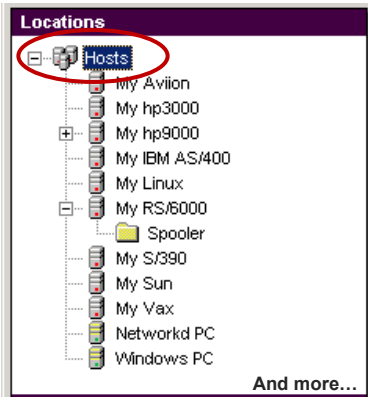 Locations
Hosts
My Aviion
My hp3000
My hp9000
My IBM AS/400
My Linux
My RS/6000
Spooler
My S/390
My Sun
My Vax
Networkd PC
Windows PC
And more...